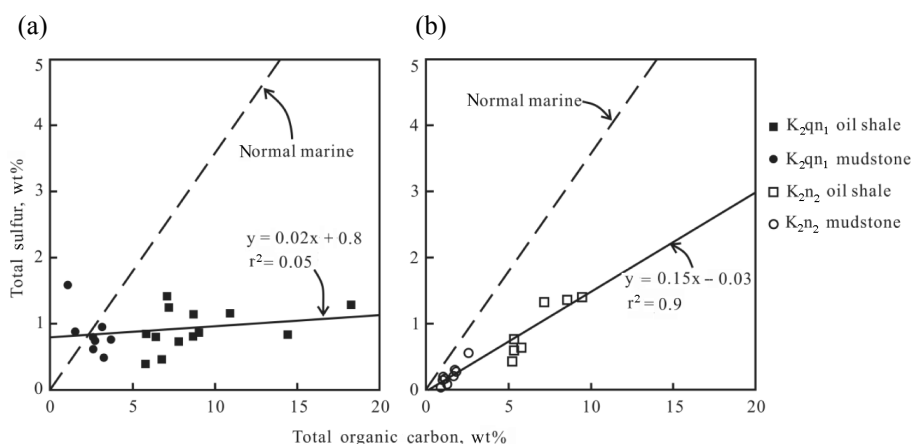 (a)
(b)
5
4
3
2
1
0
Total sulfur, wt%
Normal marine
y = 0.02x + 0.8
r² = 0.05
0
5
10
15
20
5
4
3
2
1
0
Normal marine
y = 0.15x – 0.03
r² = 0.9
0
5
10
15
20
Total organic carbon, wt%
K₂qn₁ oil shale
K₂qn₁ mudstone
K₂n₂ oil shale
K₂n₂ mudstone